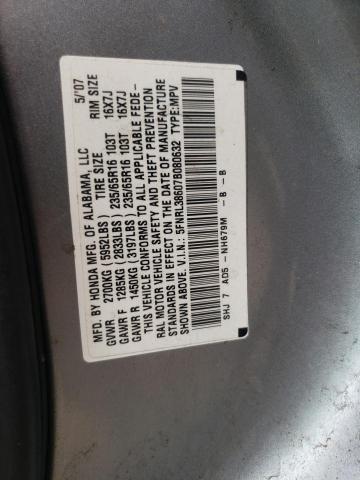 MFD. BY HONDA MFG. OF ALABAMA, LLC 5/'07
TIRE SIZE RIM SIZE
GVWR 2700KG (5952LBS)
GAWR F 1285KG (2833LBS) 235/65R16 103T 16X7J
GAWR R 1450KG (3197LBS) 235/65R16 103T 16X7J
THIS VEHICLE CONFORMS TO ALL APPLICABLE FEDE-
RAL MOTOR VEHICLE SAFETY AND THEFT PREVENTION
STANDARDS IN EFFECT ON THE DATE OF MANUFACTURE
SHOWN ABOVE. V.I.N.: 5FNRL38607B080632 TYPE:MPV
SHJ 7 AD5 - NH679M - B - B